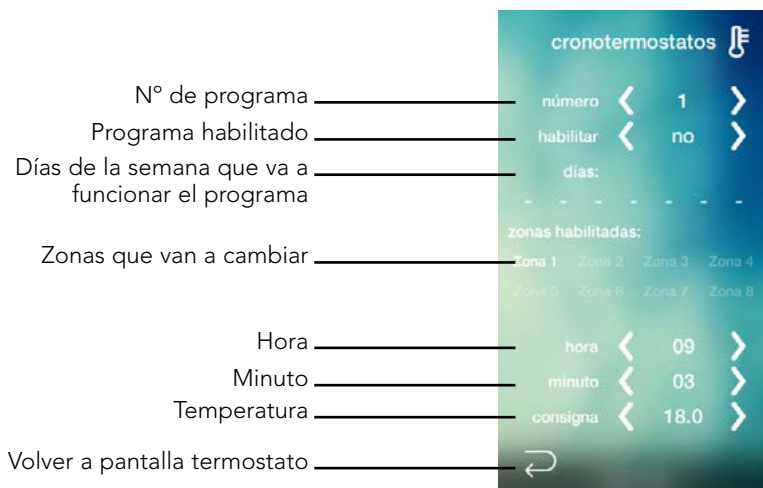 cronotermostatos
Nº de programa
número 1
Programa habilitado
habilitar no
Días de la semana que va a
funcionar el programa
días:
- - - - - - -
zonas habilitadas:
Zonas que van a cambiar
Zona 1 Zona 2 Zona 3 Zona 4
Zona 5 Zona 6 Zona 7 Zona 8
Hora
hora 09
Minuto
minuto 03
Temperatura
consigna 18.0
Volver a pantalla termostato